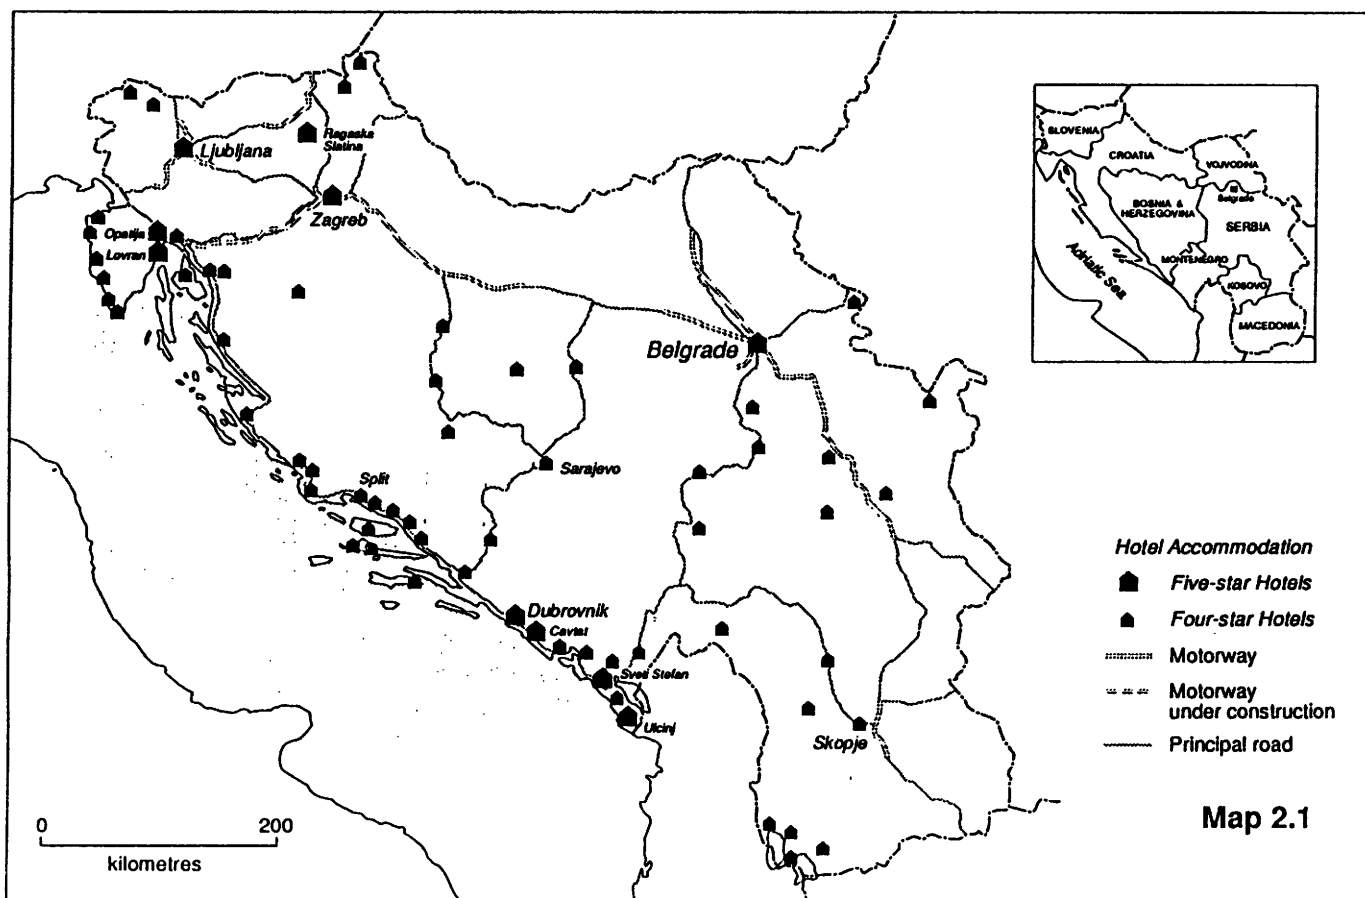 Ragaska
Slatina
Ljubljana
Zagreb
Opatija
Lovran
Belgrade
Sarajevo
Split
Dubrovnik
Cavtat
Sveti Stefan
Ulcinj
Skopje
0 200
kilometres
SLOVENIA
CROATIA
VOJVODINA
Belgrade
BOSNIA &
HERZEGOVINA
SERBIA
MONTENEGRO
KOSOVO
MACEDONIA
Adriatic Sea
Hotel Accommodation
Five-star Hotels
Four-star Hotels
Motorway
Motorway
under construction
Principal road
Map 2.1